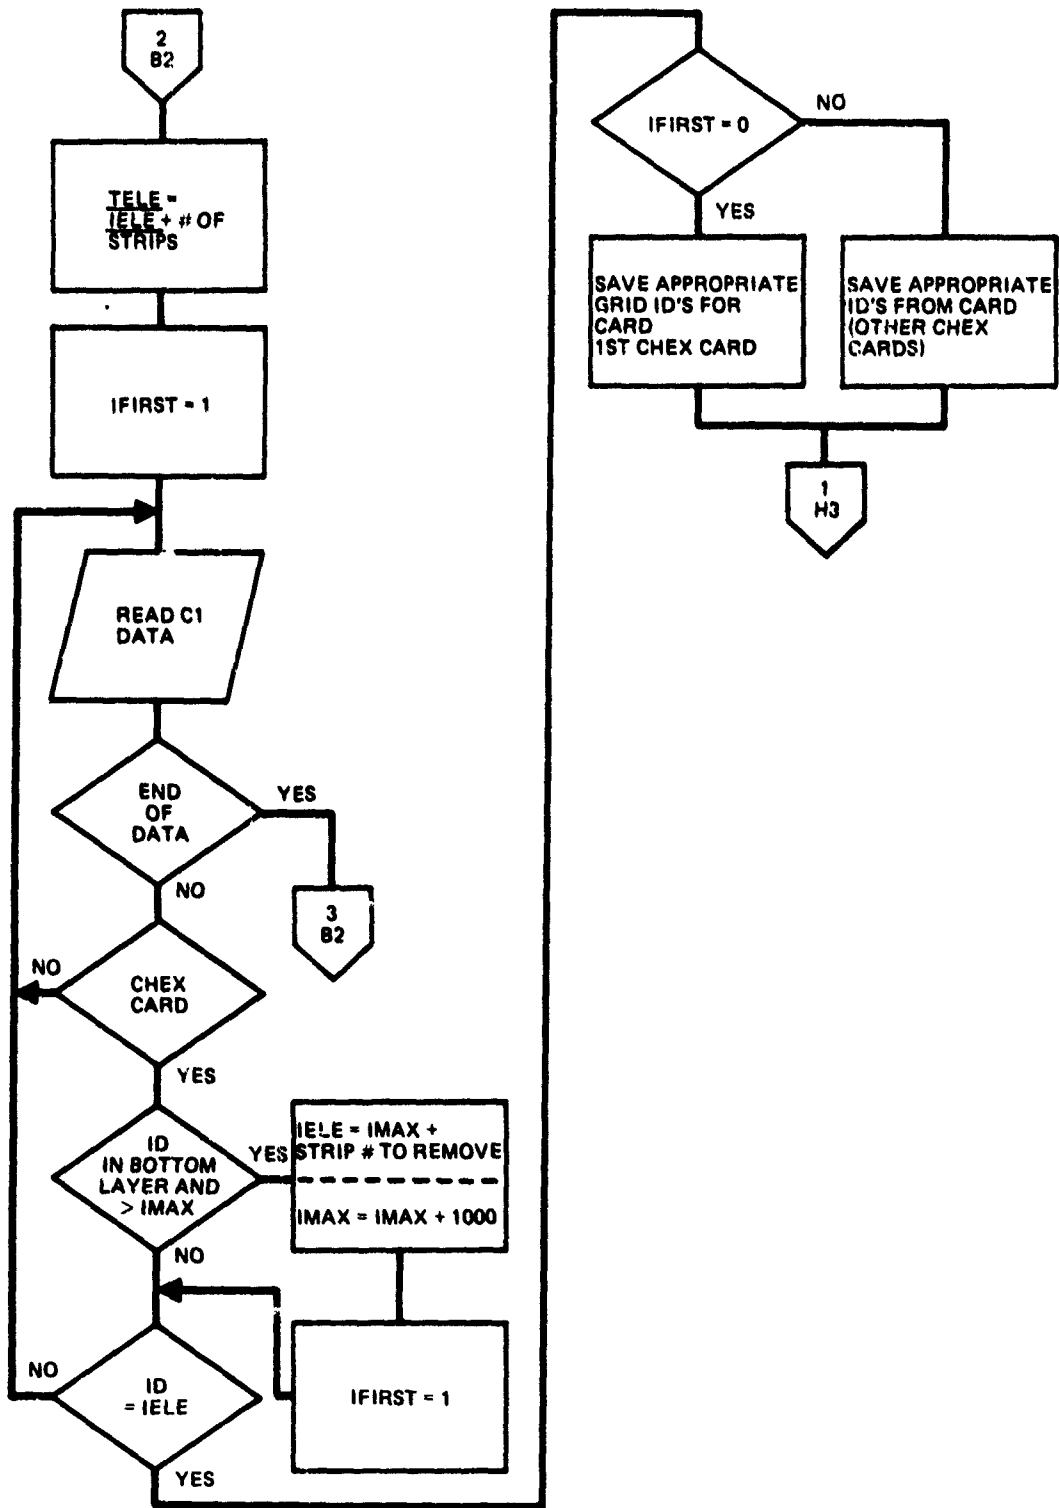 2
B2
TELE =
IELE + # OF
STRIPS
IFIRST = 1
READ C1
DATA
END
OF
DATA
YES
NO
3
B2
NO
CHEX
CARD
YES
ID
IN BOTTOM
LAYER AND
> IMAX
YES
IELE = IMAX +
STRIP # TO REMOVE
IMAX = IMAX + 1000
NO
IFIRST = 1
NO
ID
= IELE
YES
IFIRST = 0
NO
YES
SAVE APPROPRIATE
GRID ID'S FOR
CARD
1ST CHEX CARD
SAVE APPROPRIATE
ID'S FROM CARD
(OTHER CHEX
CARDS)
1
H3